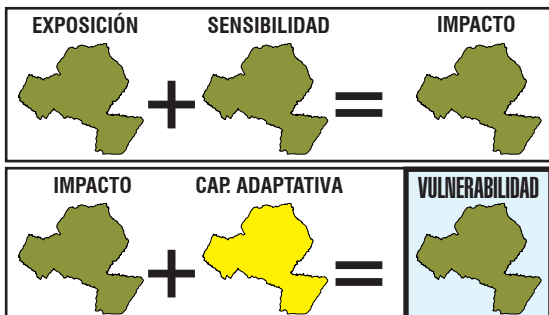 EXPOSICIÓN SENSIBILIDAD IMPACTO
+ =
IMPACTO CAP. ADAPTATIVA VULNERABILIDAD
+ =